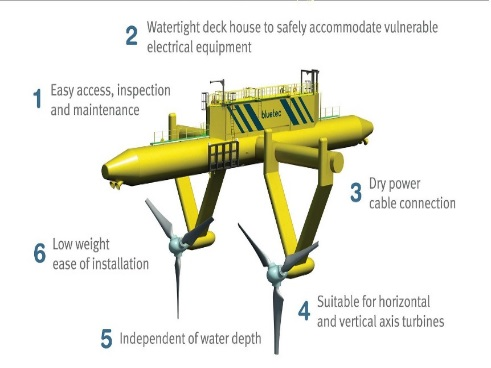 2 Watertight deck house to safely accommodate vulnerable
electrical equipment
1 Easy access, inspection
and maintenance
bluetec
3 Dry power
cable connection
6 Low weight
ease of installation
4 Suitable for horizontal
and vertical axis turbines
5 Independent of water depth